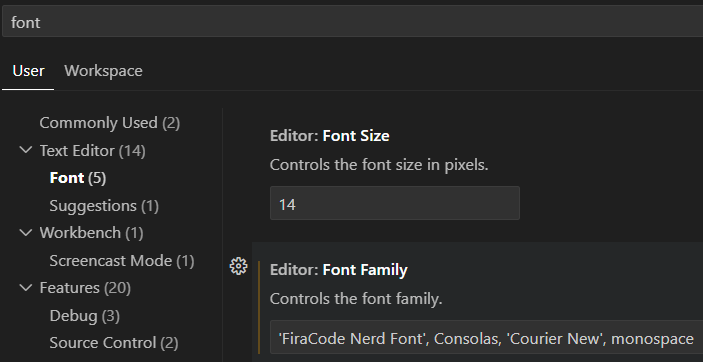 font
User Workspace
Commonly Used (2)
Text Editor (14)
Font (5)
Suggestions (1)
Workbench (1)
Screencast Mode (1)
Features (20)
Debug (3)
Source Control (2)
Editor: Font Size
Controls the font size in pixels.
14
Editor: Font Family
Controls the font family.
'FiraCode Nerd Font', Consolas, 'Courier New', monospace